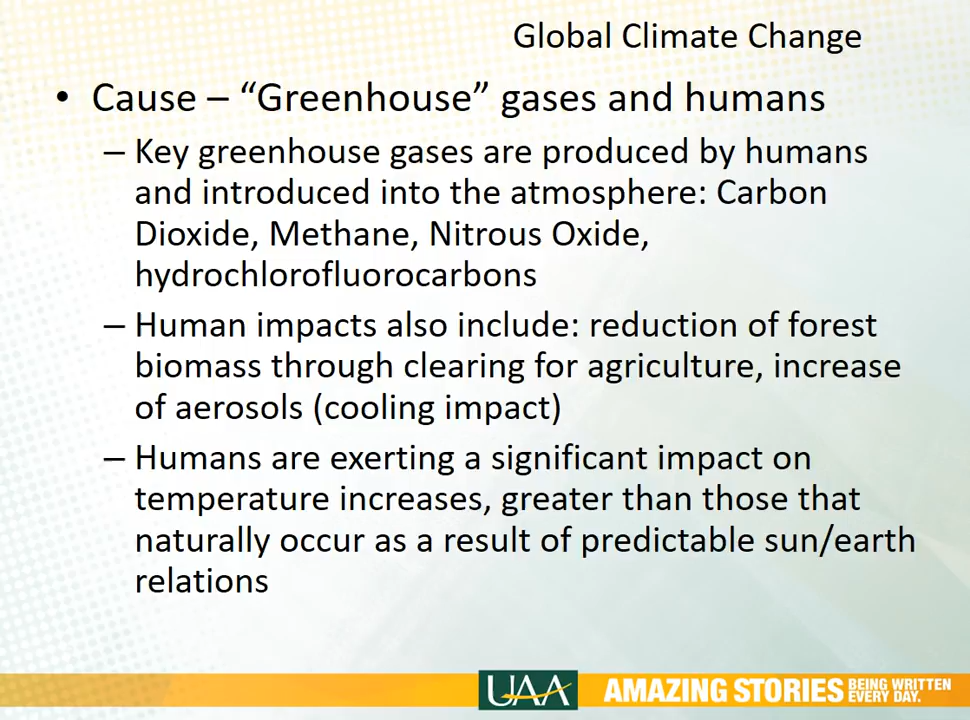 Global Climate Change
• Cause – “Greenhouse” gases and humans
– Key greenhouse gases are produced by humans
and introduced into the atmosphere: Carbon
Dioxide, Methane, Nitrous Oxide,
hydrochlorofluorocarbons
– Human impacts also include: reduction of forest
biomass through clearing for agriculture, increase
of aerosols (cooling impact)
– Humans are exerting a significant impact on
temperature increases, greater than those that
naturally occur as a result of predictable sun/earth
relations
UAA
AMAZING STORIES BEING WRITTEN
EVERY DAY.